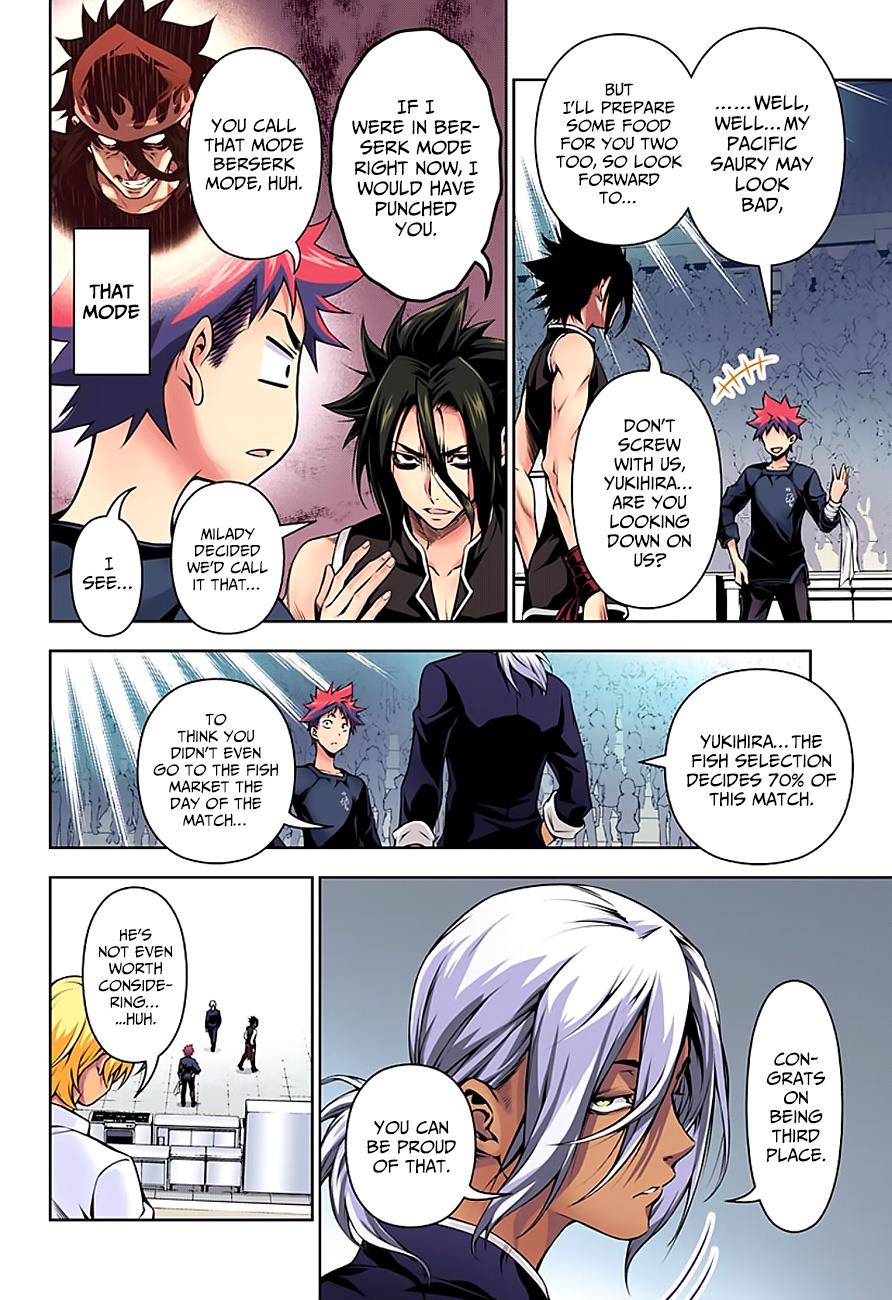 ......WELL,
WELL...MY
PACIFIC
SAURY MAY
LOOK
BAD,
BUT
I'LL PREPARE
SOME FOOD
FOR YOU TWO
TOO, SO LOOK
FORWARD
TO...
DON'T
SCREW
WITH US,
YUKIHIRA...
ARE YOU
LOOKING
DOWN ON
US?
IF I
WERE IN BER-
SERK MODE
RIGHT NOW, I
WOULD HAVE
PUNCHED
YOU.
YOU CALL
THAT MODE
BERSERK
MODE, HUH.
THAT
MODE
MILADY
DECIDED
WE'D CALL
IT THAT...
I
SEE...
YUKIHIRA...THE
FISH SELECTION
DECIDES 70% OF
THIS MATCH.
TO
THINK YOU
DIDN'T EVEN
GO TO THE FISH
MARKET THE
DAY OF THE
MATCH...
CON-
GRATS
ON
BEING
THIRD
PLACE.
YOU CAN
BE PROUD
OF THAT.
HE'S
NOT EVEN
WORTH
CONSIDE-
RING...
...HUH.